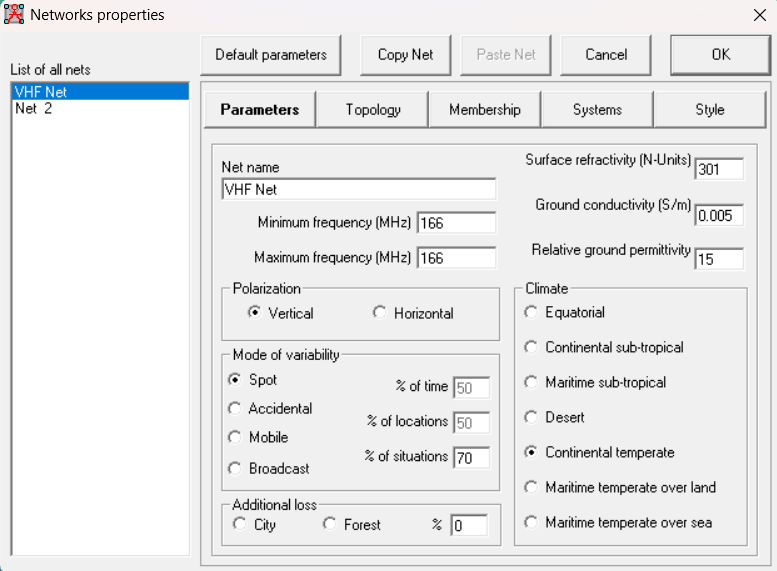 Networks properties
Default parameters
Copy Net
Paste Net
Cancel
OK
List of all nets
VHF Net
Net 2
Parameters
Topology
Membership
Systems
Style
Net name
VHF Net
Minimum frequency (MHz) 166
Maximum frequency (MHz) 166
Surface refractivity (N-Units) 301
Ground conductivity (S/m) 0.005
Relative ground permittivity 15
Polarization
Vertical
Horizontal
Mode of variability
Spot
Accidental
Mobile
Broadcast
% of time 50
% of locations 50
% of situations 70
Additional loss
City
Forest
% 0
Climate
Equatorial
Continental sub-tropical
Maritime sub-tropical
Desert
Continental temperate
Maritime temperate over land
Maritime temperate over sea